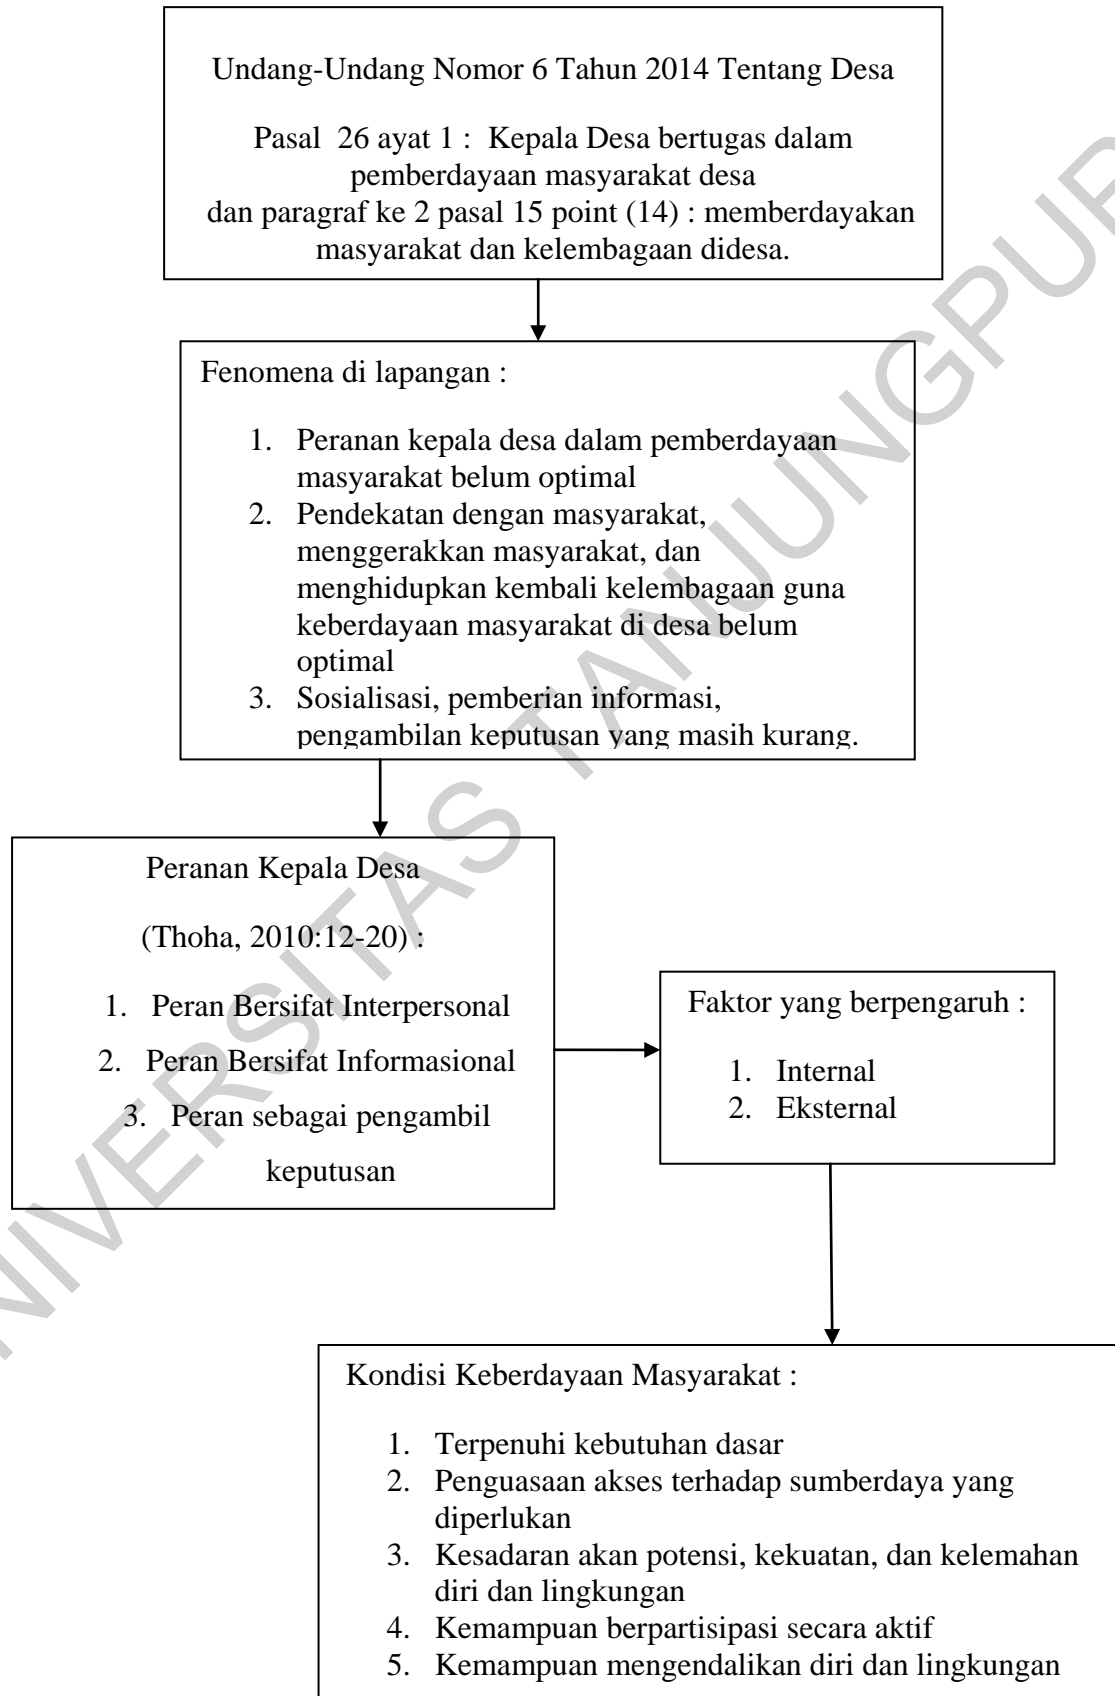 Undang-Undang Nomor 6 Tahun 2014 Tentang Desa
Pasal 26 ayat 1 : Kepala Desa bertugas dalam
pemberdayaan masyarakat desa
dan paragraf ke 2 pasal 15 point (14) : memberdayakan
masyarakat dan kelembagaan didesa.
Fenomena di lapangan :
1. Peranan kepala desa dalam pemberdayaan
masyarakat belum optimal
2. Pendekatan dengan masyarakat,
menggerakkan masyarakat, dan
menghidupkan kembali kelembagaan guna
keberdayaan masyarakat di desa belum
optimal
3. Sosialisasi, pemberian informasi,
pengambilan keputusan yang masih kurang.
Peranan Kepala Desa
(Thoha, 2010:12-20) :
1. Peran Bersifat Interpersonal
2. Peran Bersifat Informasional
3. Peran sebagai pengambil
keputusan
Faktor yang berpengaruh :
1. Internal
2. Eksternal
Kondisi Keberdayaan Masyarakat :
1. Terpenuhi kebutuhan dasar
2. Penguasaan akses terhadap sumberdaya yang
diperlukan
3. Kesadaran akan potensi, kekuatan, dan kelemahan
diri dan lingkungan
4. Kemampuan berpartisipasi secara aktif
5. Kemampuan mengendalikan diri dan lingkungan
NIVERSITAS TANJUNGPUR